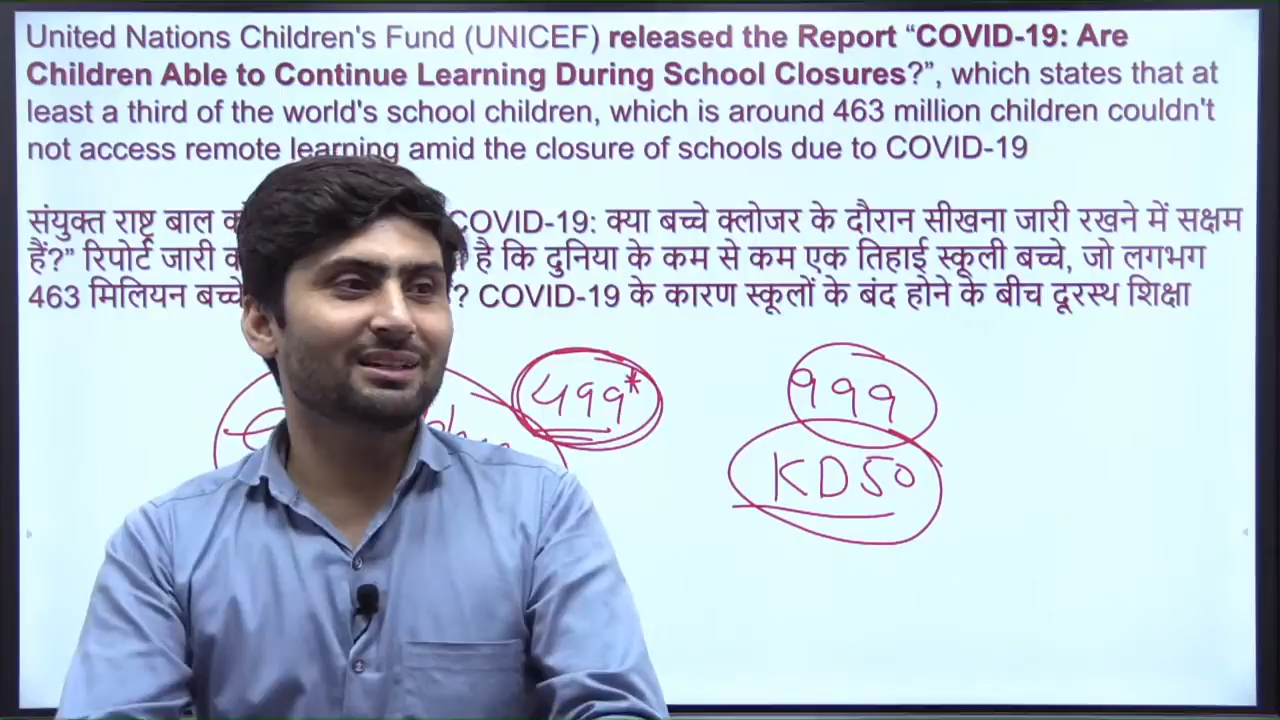 United Nations Children's Fund (UNICEF) released the Report “COVID-19: Are
Children Able to Continue Learning During School Closures?”, which states that at
least a third of the world's school children, which is around 463 million children couldn't
not access remote learning amid the closure of schools due to COVID-19
संयुक्त राष्ट्र बाल COVID-19: क्या बच्चे क्लोजर के दौरान सीखना जारी रखने में सक्षम
हैं?” रिपोर्ट जारी है कि दुनिया के कम से कम एक तिहाई स्कूली बच्चे, जो लगभग
463 मिलियन बच्चे ? COVID-19 के कारण स्कूलों के बंद होने के बीच दूरस्थ शिक्षा
499*
999
KD50